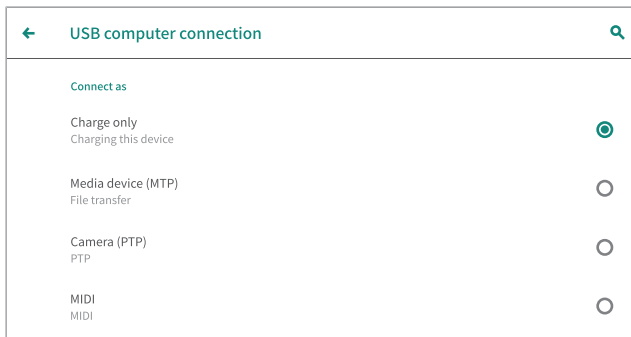 USB computer connection
Connect as
Charge only
Charging this device
Media device (MTP)
File transfer
Camera (PTP)
PTP
MIDI
MIDI